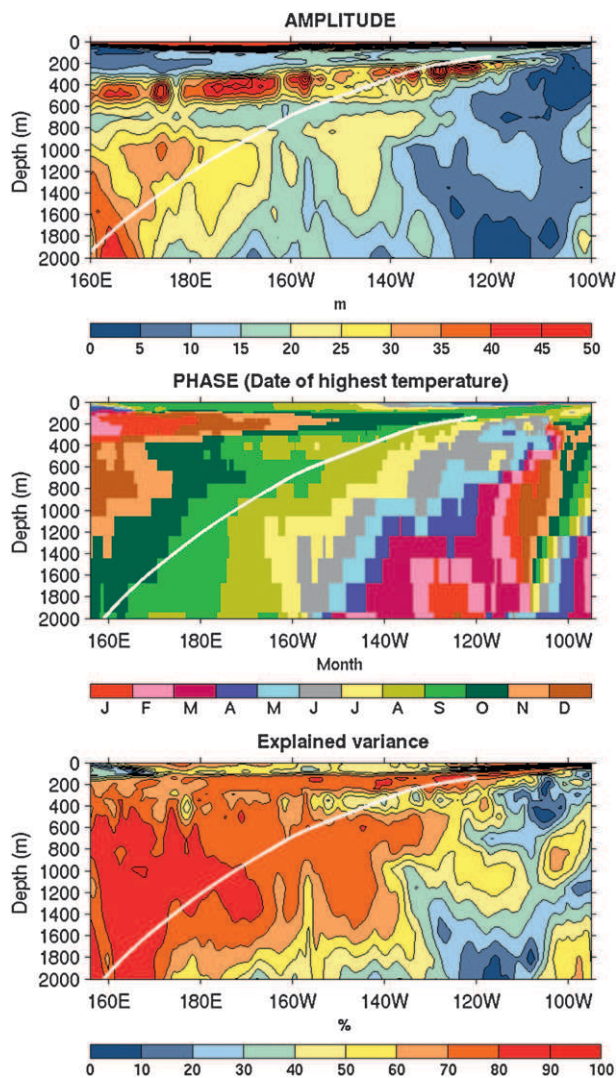 AMPLITUDE
0
200
400
600
800
1000
1200
1400
1600
1800
2000
Depth (m)
160E 180E 160W 140W 120W 100W
m
0 5 10 15 20 25 30 35 40 45 50
PHASE (Date of highest temperature)
0
200
400
600
800
1000
1200
1400
1600
1800
2000
Depth (m)
160E 180E 160W 140W 120W 100W
Month
J F M A M J J A S O N D
Explained variance
0
200
400
600
800
1000
1200
1400
1600
1800
2000
Depth (m)
160E 180E 160W 140W 120W 100W
%
0 10 20 30 40 50 60 70 80 90 100